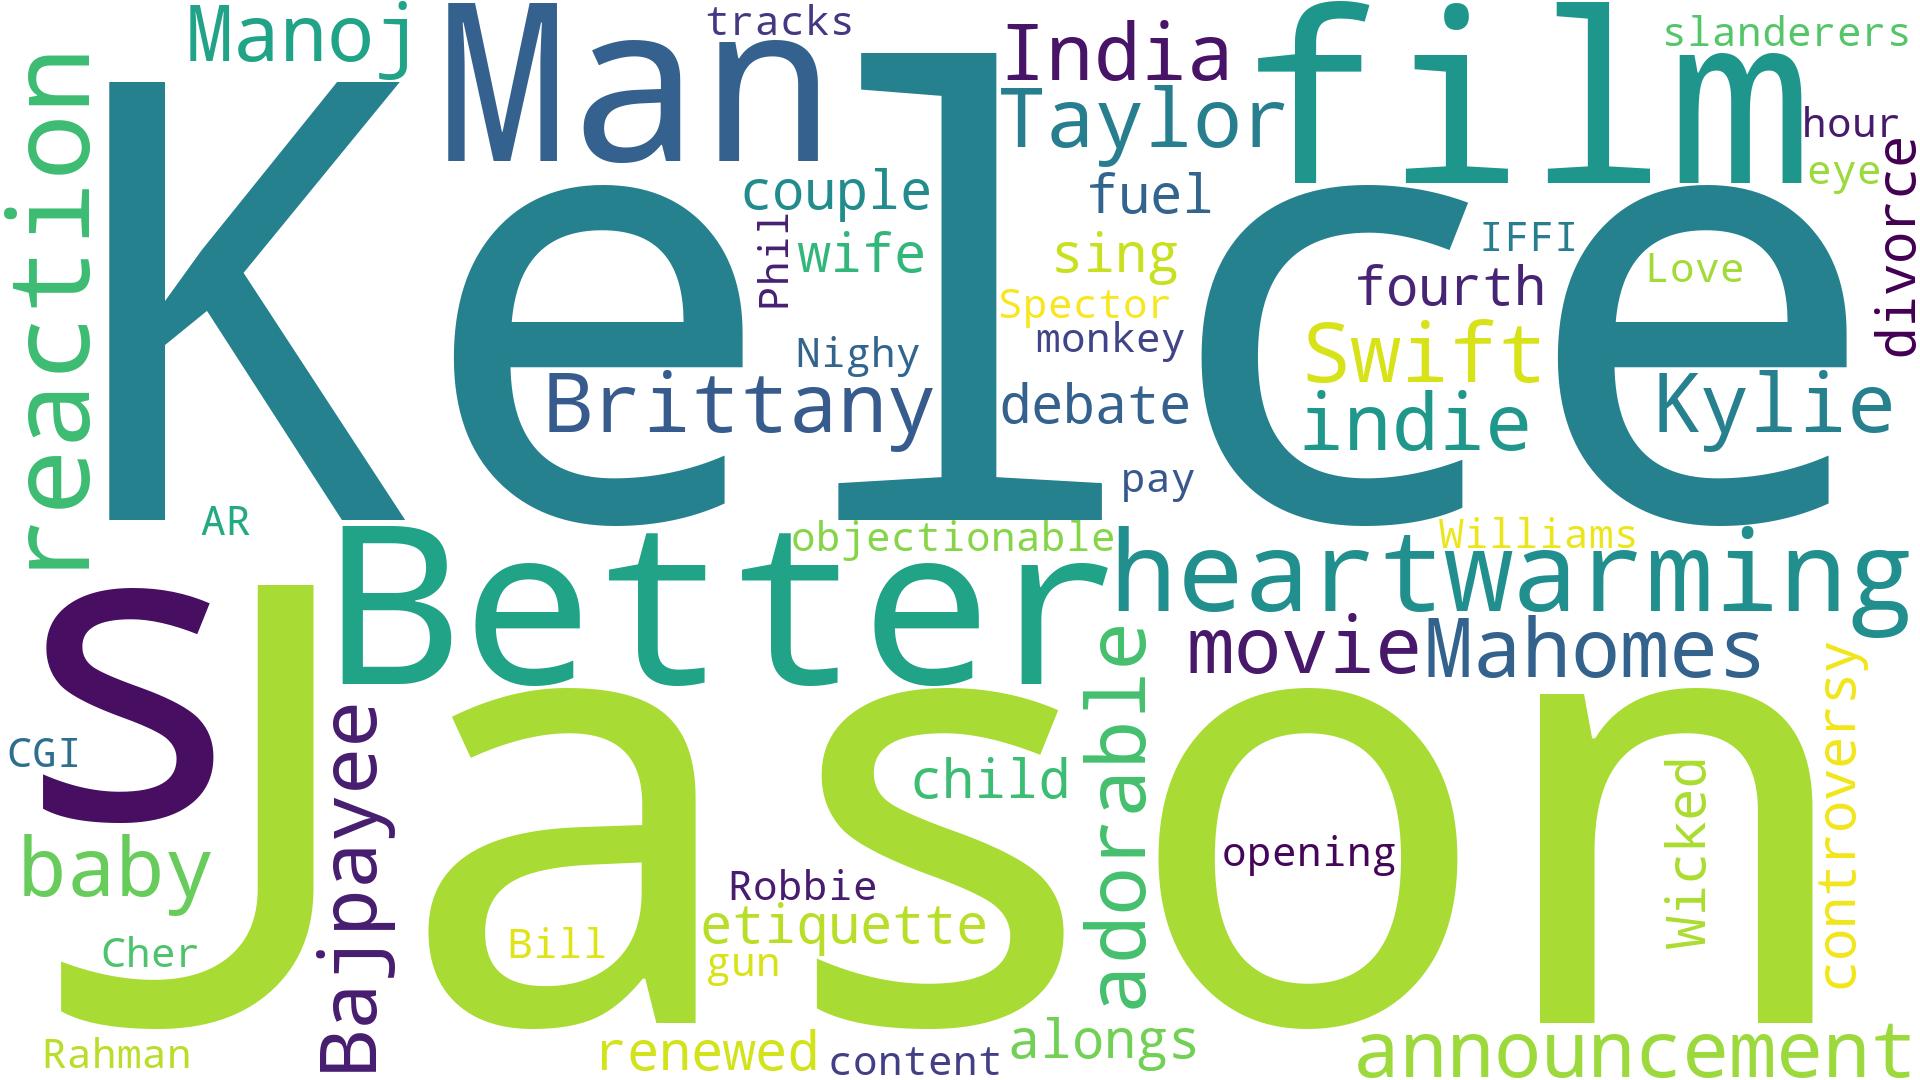 Manoj
Man
tracks
India
film
slanderers
Taylor
hour
reaction
Kelce
couple
fuel
eye
divorce
Phil
wife
sing
IFFI
Love
Spector
fourth
monkey
Nighy
Swift
Brittany
debate
indie
Kylie
pay
AR
objectionable
Williams
Better
heartwarming
s
movie
Mahomes
Jason
adorable
controversy
Bajpayee
CGI
child
Wicked
baby
opening
Robbie
etiquette
Bill
gun
Cher
Rahman
renewed
content
alongs
announcement